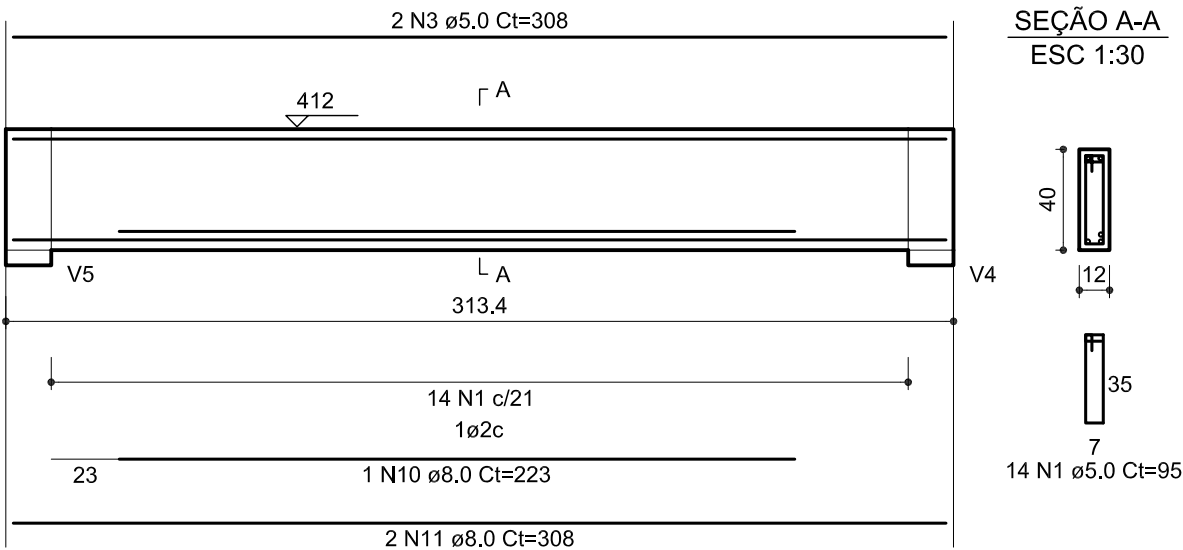 2 N3 ø5.0 Ct=308
SEÇÃO A-A
ESC 1:30
A
412
40
12
V5
A
V4
313.4
14 N1 c/21
1ø2c
35
7
14 N1 ø5.0 Ct=95
23
1 N10 ø8.0 Ct=223
2 N11 ø8.0 Ct=308